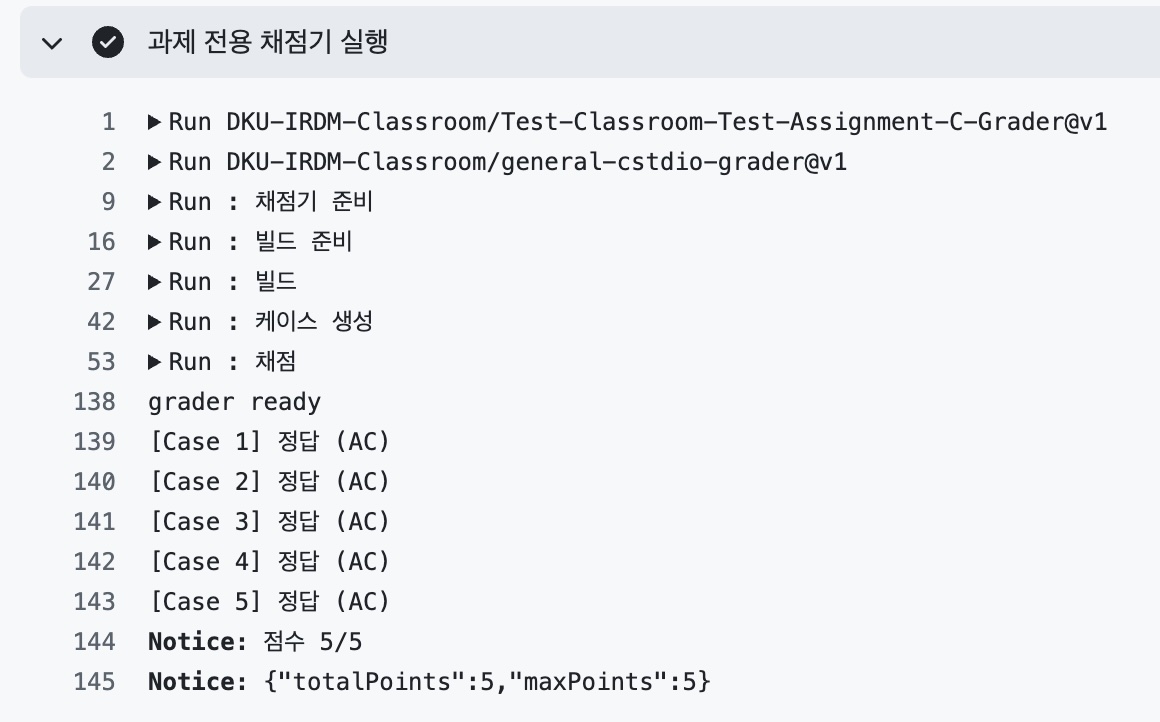 과제 전용 채점기 실행
1 ▶ Run DKU-IRDM-Classroom/Test-Classroom-Test-Assignment-C-Grader@v1
2 ▶ Run DKU-IRDM-Classroom/general-cstdio-grader@v1
9 ▶ Run : 채점기 준비
16 ▶ Run : 빌드 준비
27 ▶ Run : 빌드
42 ▶ Run : 케이스 생성
53 ▶ Run : 채점
138 grader ready
139 [Case 1] 정답 (AC)
140 [Case 2] 정답 (AC)
141 [Case 3] 정답 (AC)
142 [Case 4] 정답 (AC)
143 [Case 5] 정답 (AC)
144 Notice: 점수 5/5
145 Notice: {"totalPoints":5,"maxPoints":5}